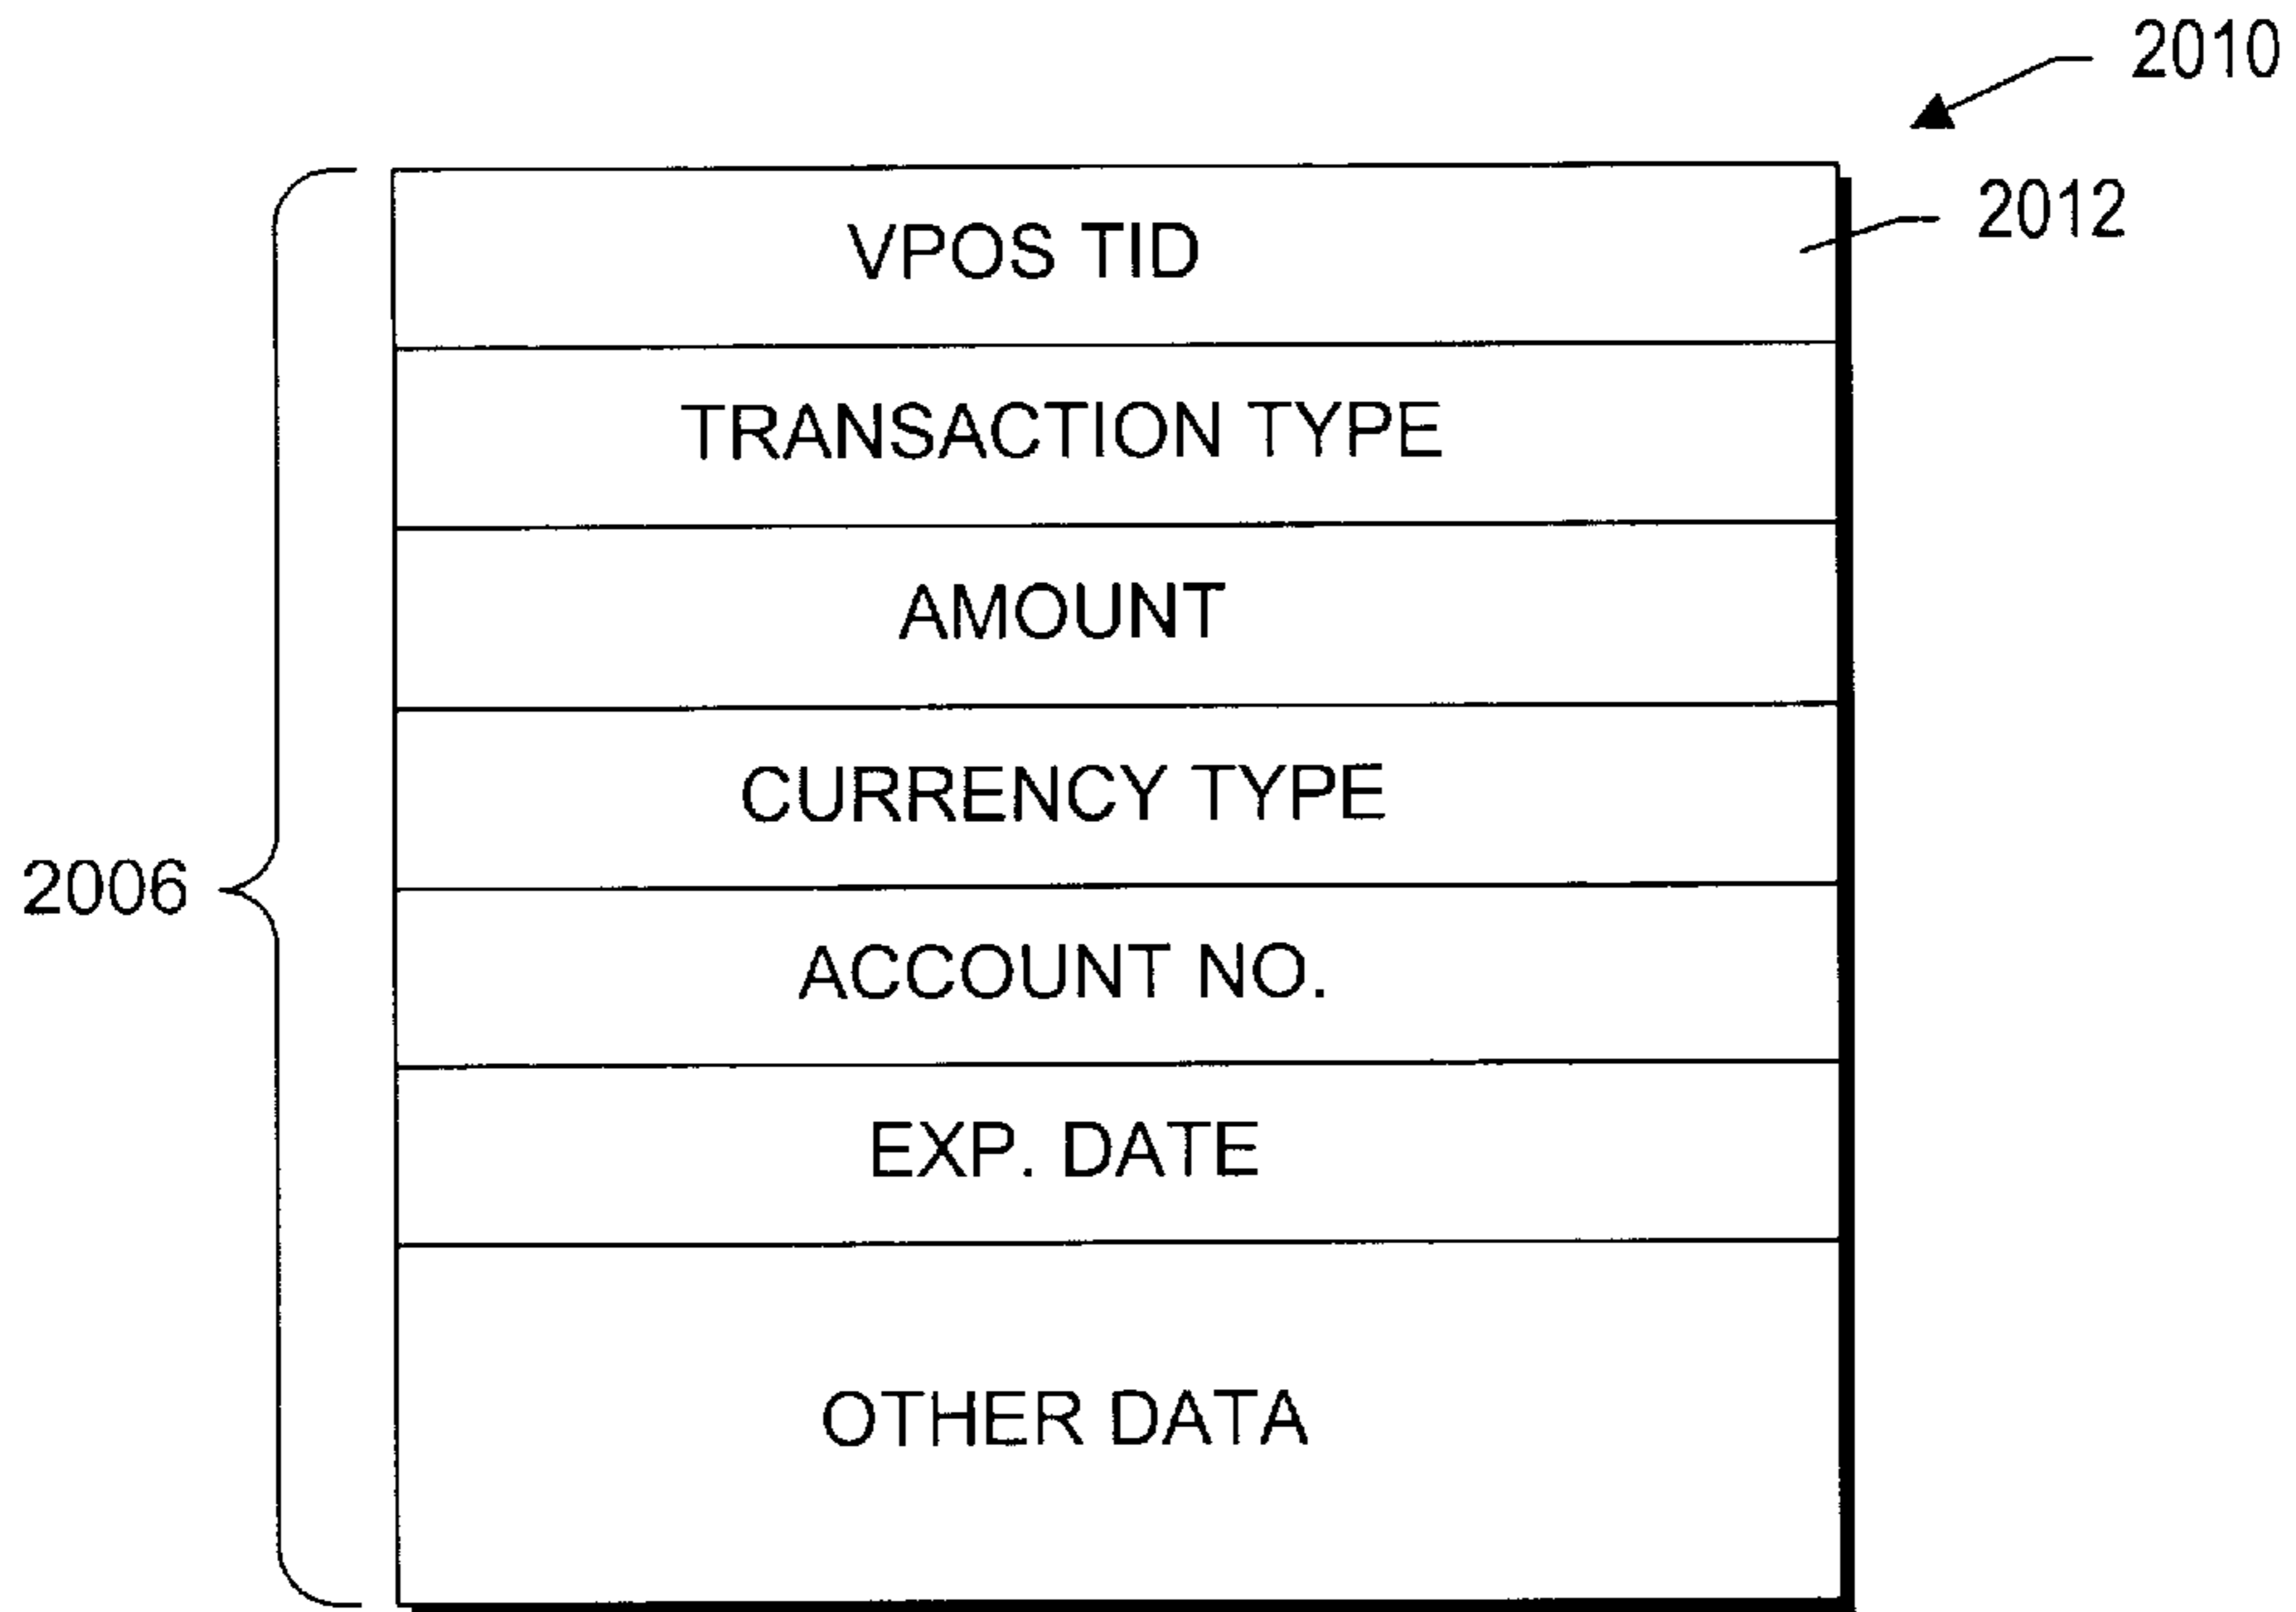 2010
VPOS TID
2012
TRANSACTION TYPE
AMOUNT
CURRENCY TYPE
2006
ACCOUNT NO.
EXP. DATE
OTHER DATA